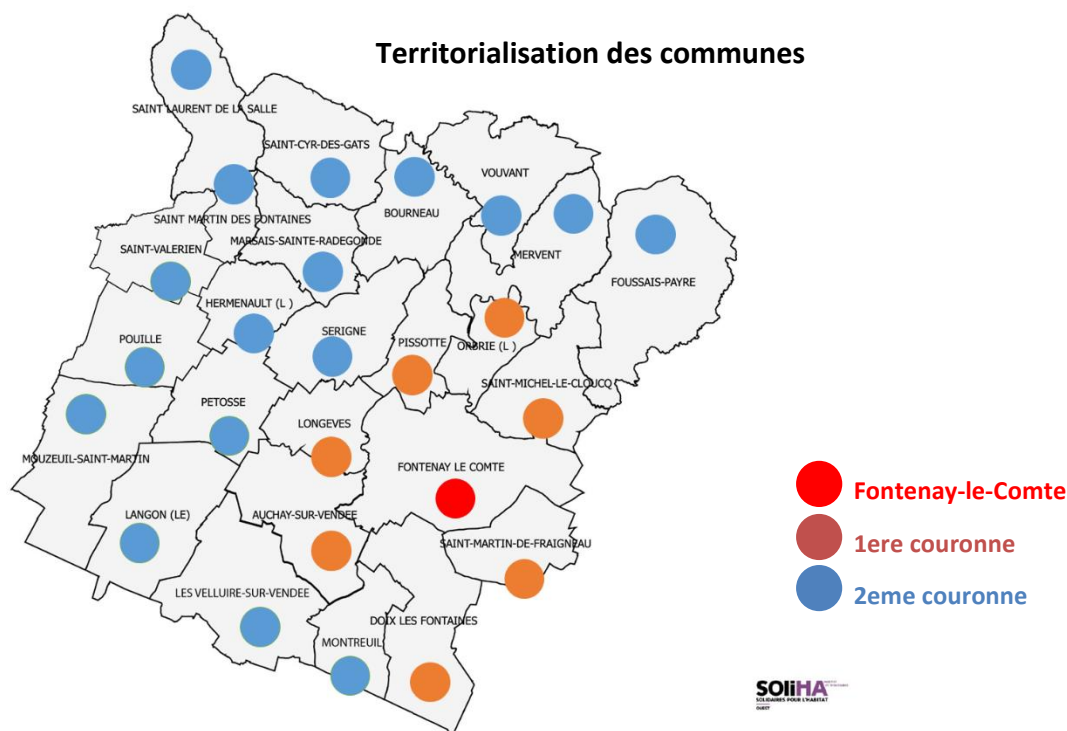 Territorialisation des communes
SAINT LAURENT DE LA SALLE
SAINT-CYR-DES-GATS
VOUVANT
BOURNEAU
SAINT MARTIN DES FONTAINES
MARSAIS-SAINTE-RADEGONDE
SAINT-VALERIEN
MERVENT
FOUSSAIS-PAYRE
HERMENAULT (L )
SERIGNE
POUILLE
PISSOTTE
ORBRIE (L )
SAINT-MICHEL-LE-CLOUCQ
PETOSSE
LONGEVES
MOUZEUIL-SAINT-MARTIN
FONTENAY LE COMTE
LANGON (LE)
AUCHAY-SUR-VENDEE
SAINT-MARTIN-DE-FRAIGNEAU
LES VELLUIRE-SUR-VENDEE
DOIX LES FONTAINES
MONTREUIL
Fontenay-le-Comte
1ere couronne
2eme couronne
SOLiHA
SOLIDAIRES POUR L'HABITAT
OUEST